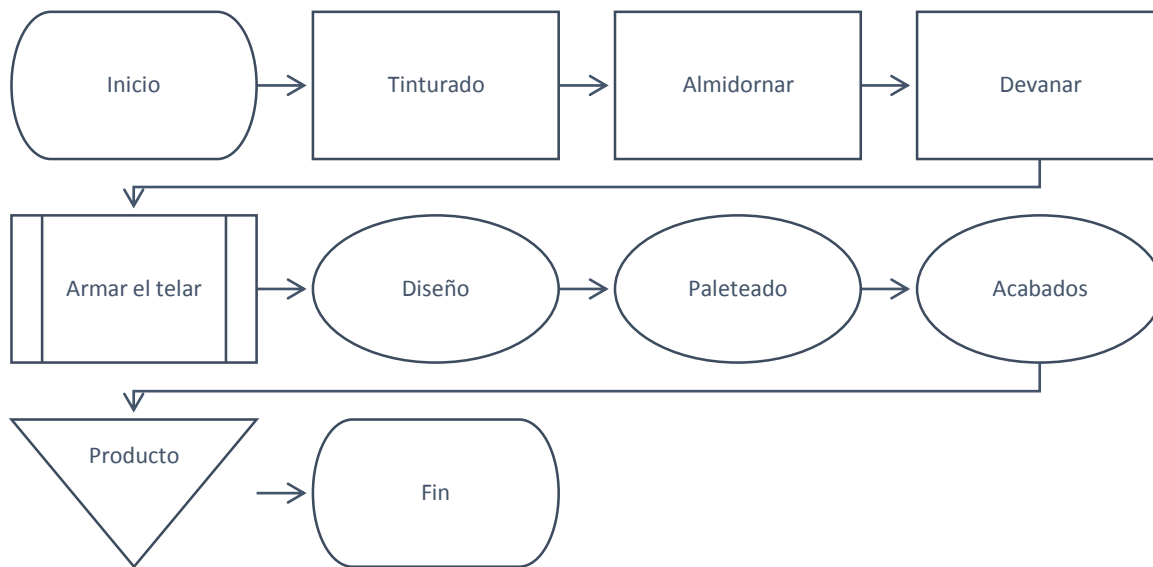 Inicio
Tinturado
Almidornar
Devanar
Armar el telar
Diseño
Paleteado
Acabados
Producto
Fin